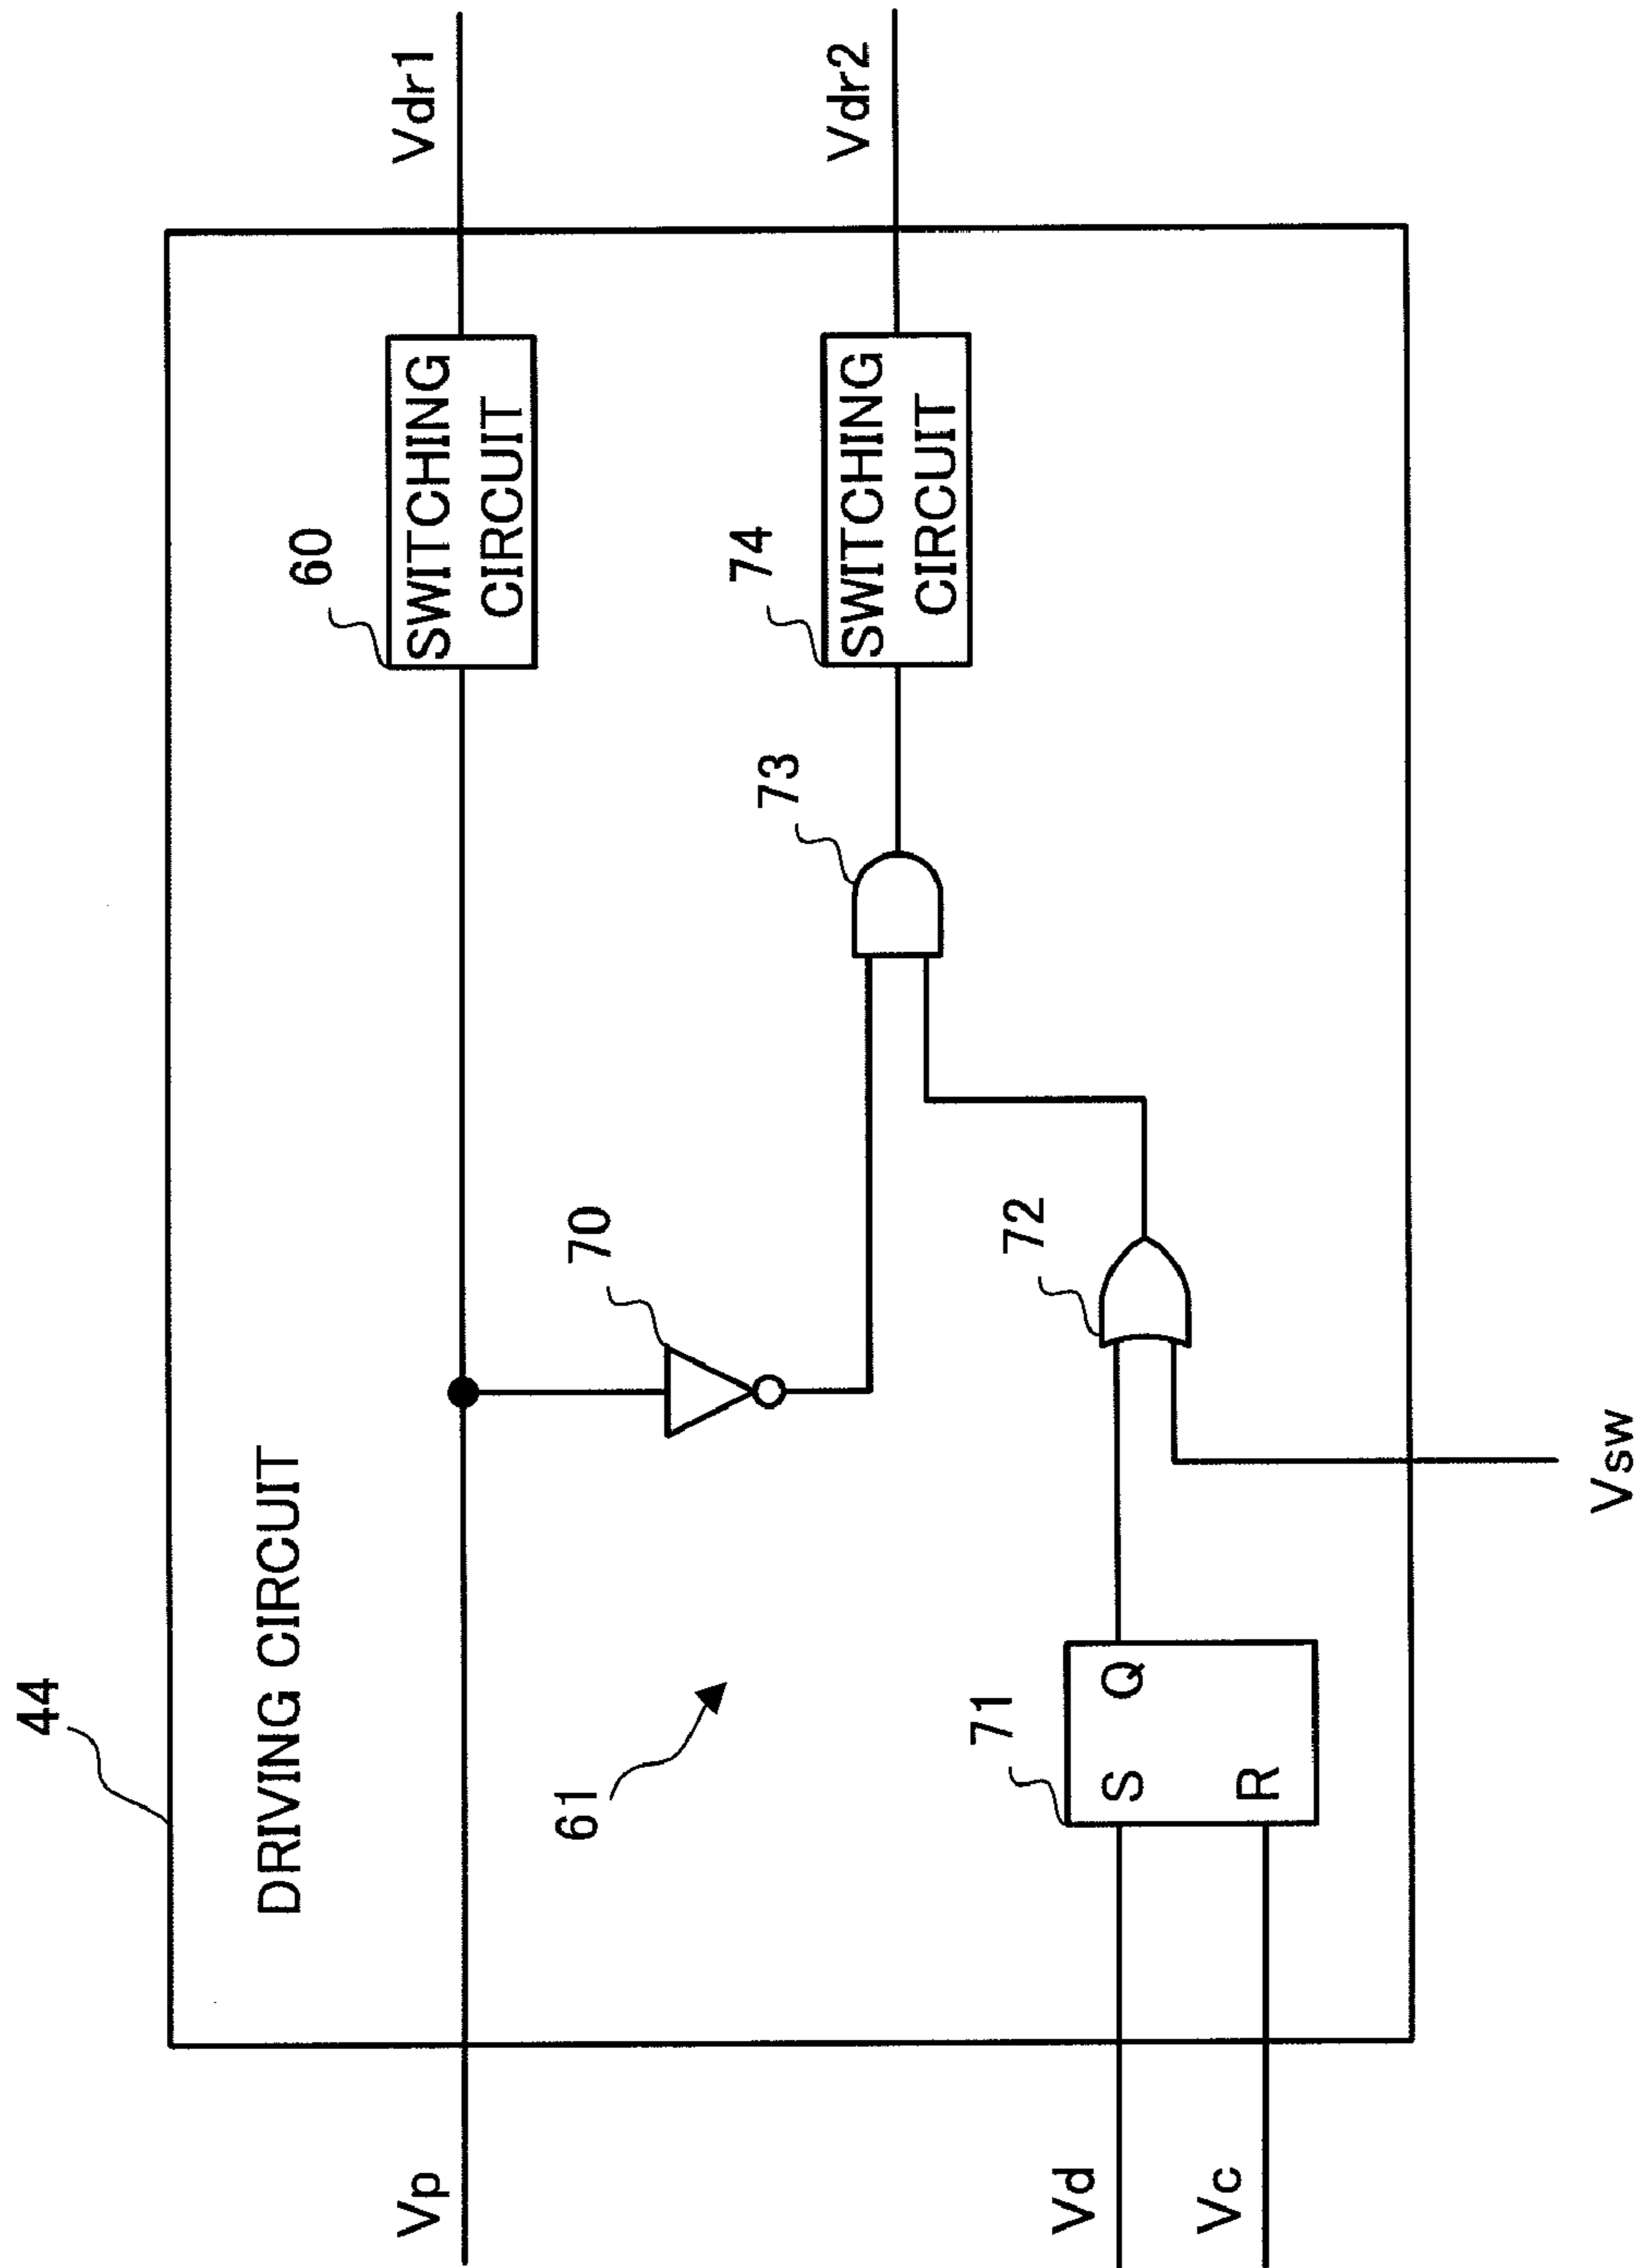 44
DRIVING CIRCUIT
Vp
60
SWITCHING
CIRCUIT
Vdr1
70
61
73
74
SWITCHING
CIRCUIT
Vdr2
71
S
Q
R
72
Vd
Vc
Vsw